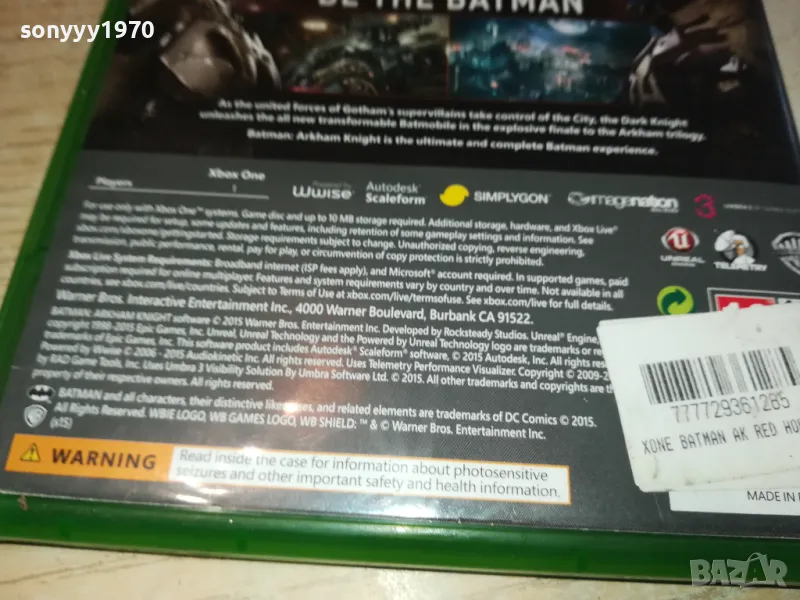 sonyyy1970
BE THE BATMAN
As the united forces of Gotham's supervillains take control of the City, the Dark Knight
unleashes the all new transformable Batmobile in the explosive finale to the Arkham trilogy.
Batman: Arkham Knight is the ultimate and complete Batman experience.
Xbox One
Players 1
Powered by Wwise
Autodesk Scaleform
SIMPLYGON
3
For use only with Xbox One™ systems. Game disc and up to 10 MB storage required. Additional storage, hardware, and Xbox Live®
may be required for setup, some updates and features, including retention of some gameplay settings and information. See
xbox.com/xboxone/gettingstarted. Storage requirements subject to change. Unauthorized copying, reverse engineering,
transmission, public performance, rental, pay for play, or circumvention of copy protection is strictly prohibited.
Xbox Live System Requirements: Broadband internet (ISP fees apply), and Microsoft® account required. In supported games, paid
subscription required for online multiplayer. Features and system requirements vary by country and over time. Not available in all
countries; see xbox.com/live/countries. Subject to Terms of Use at xbox.com/live/termsofuse. See xbox.com/live for full details.
UNREAL
TELEMETRY
Warner Bros. Interactive Entertainment Inc., 4000 Warner Boulevard, Burbank CA 91522.
BATMAN: ARKHAM KNIGHT software © 2015 Warner Bros. Entertainment Inc. Developed by Rocksteady Studios. Unreal® Engine,
copyright 1998-2015 Epic Games, Inc. Unreal, Unreal Technology and the Powered by Unreal Technology logo are trademarks or
trademarks of Epic Games, Inc. This software product includes Autodesk® Scaleform® software, © 2015 Autodesk, Inc. All rights
Powered by Wwise © 2006 - 2015 Audiokinetic Inc. All rights reserved. Uses Telemetry Performance Visualizer. Copyright © 2009-2
by RAD Game Tools, Inc. Uses Umbra 3 Visibility Solution By Umbra Software Ltd. © 2015. All other trademarks and copyrights are the
property of their respective owners. All rights reserved.
BATMAN and all characters, their distinctive likenesses, and related elements are trademarks of DC Comics © 2015.
All Rights Reserved. WBIE LOGO, WB GAMES LOGO, WB SHIELD: ™ & © Warner Bros. Entertainment Inc.
(s15)
WARNING
Read inside the case for information about photosensitive
seizures and other important safety and health information.
777729361285
XONE BATMAN AK RED HO
MADE IN
BAZAR